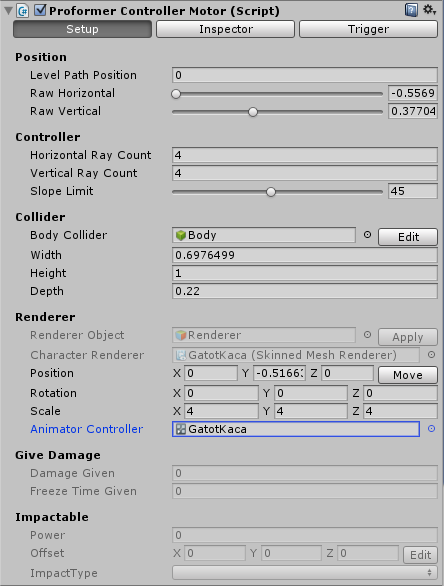 Proformer Controller Motor (Script)
Setup Inspector Trigger
Position
Level Path Position 0
Raw Horizontal -0.5569
Raw Vertical 0.37704
Controller
Horizontal Ray Count 4
Vertical Ray Count 4
Slope Limit 45
Collider
Body Collider Body Edit
Width 0.6976499
Height 1
Depth 0.22
Renderer
Renderer Object Renderer Apply
Character Renderer GatotKaca (Skinned Mesh Renderer)
Position X 0 Y -0.5166 Z 0 Move
Rotation X 0 Y 0 Z 0
Scale X 4 Y 4 Z 4
Animator Controller GatotKaca
Give Damage
Damage Given 0
Freeze Time Given 0
Impactable
Power 0
Offset X 0 Y 0 Z 0 Edit
ImpactType